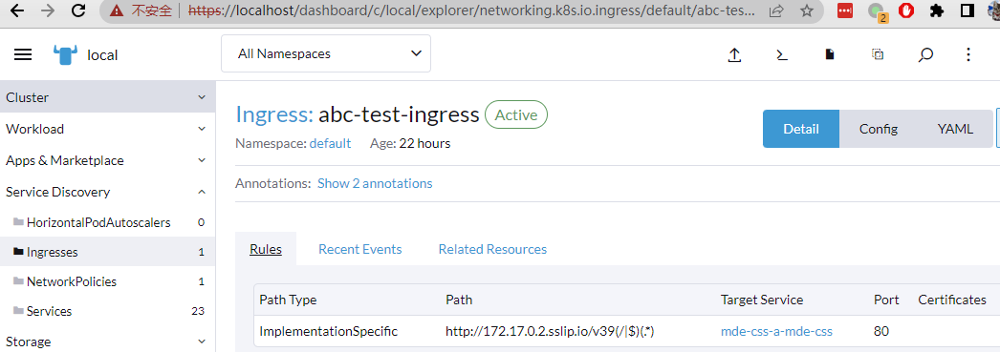 不安全 https://localhost/dashboard/c/local/explorer/networking.k8s.io.ingress/default/abc-tes...
2
local
All Namespaces
Cluster
Workload
Apps & Marketplace
Service Discovery
HorizontalPodAutoscalers 0
Ingresses 1
NetworkPolicies 1
Services 23
Storage
Ingress: abc-test-ingress Active
Namespace: default Age: 22 hours
Detail Config YAML
Annotations: Show 2 annotations
Rules Recent Events Related Resources
Path Type Path Target Service Port Certificates
ImplementationSpecific http://172.17.0.2.sslip.io/v39(/|$)(.*) mde-css-a-mde-css 80